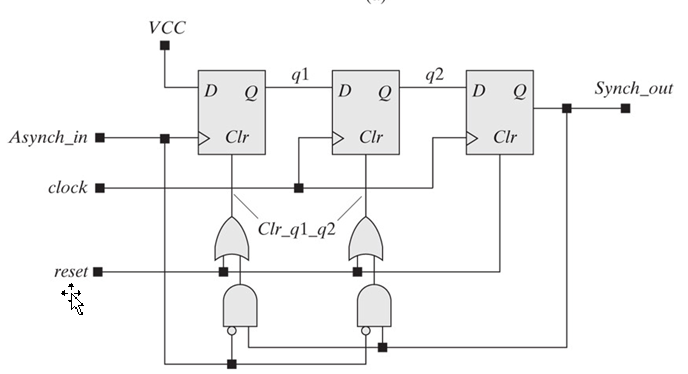 VCC
q1
q2
D Q
D Q
D Q
Synch_out
Asynch_in
Clr
Clr
Clr
clock
Clr_q1_q2
reset